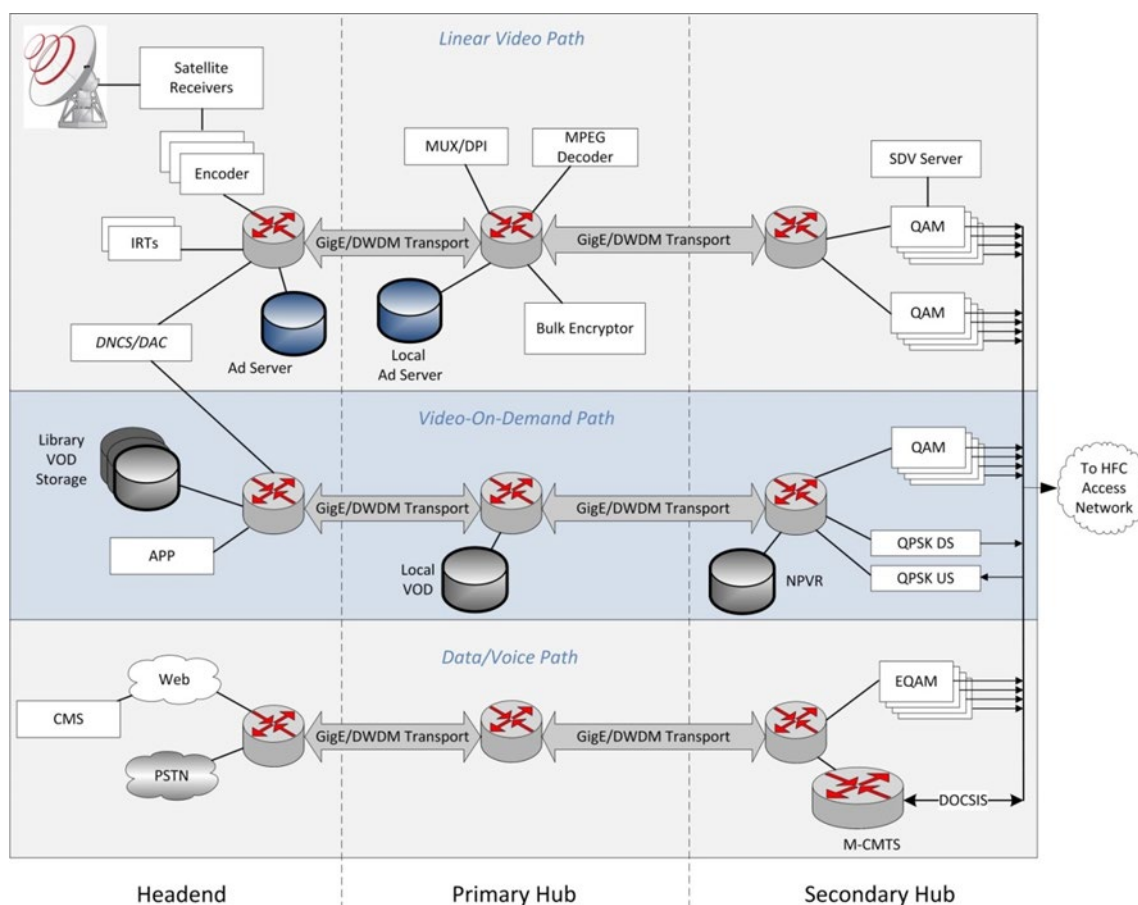 Linear Video Path
Satellite
Receivers
Encoder
IRTs
DNCS/DAC
Ad Server
GigE/DWDM Transport
MUX/DPI
MPEG
Decoder
Local
Ad Server
Bulk Encryptor
GigE/DWDM Transport
SDV Server
QAM
QAM
Video-On-Demand Path
Library
VOD
Storage
APP
GigE/DWDM Transport
Local
VOD
GigE/DWDM Transport
NPVR
QAM
QPSK DS
QPSK US
To HFC
Access
Network
Data/Voice Path
Web
CMS
PSTN
GigE/DWDM Transport
GigE/DWDM Transport
EQAM
DOCSIS
M-CMTS
Headend
Primary Hub
Secondary Hub